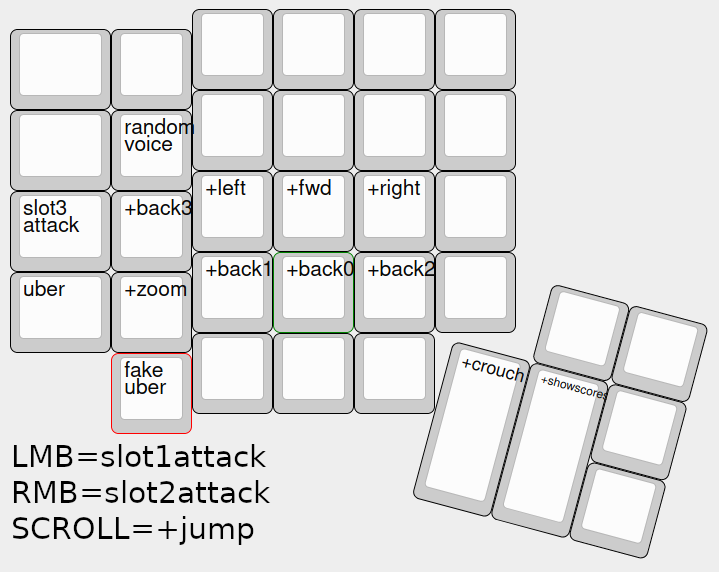 random
voice
+left
+fwd
+right
slot3
attack
+back3
+back1
+back0
+back2
uber
+zoom
fake
uber
+crouch
+showscores
LMB=slot1attack
RMB=slot2attack
SCROLL=+jump